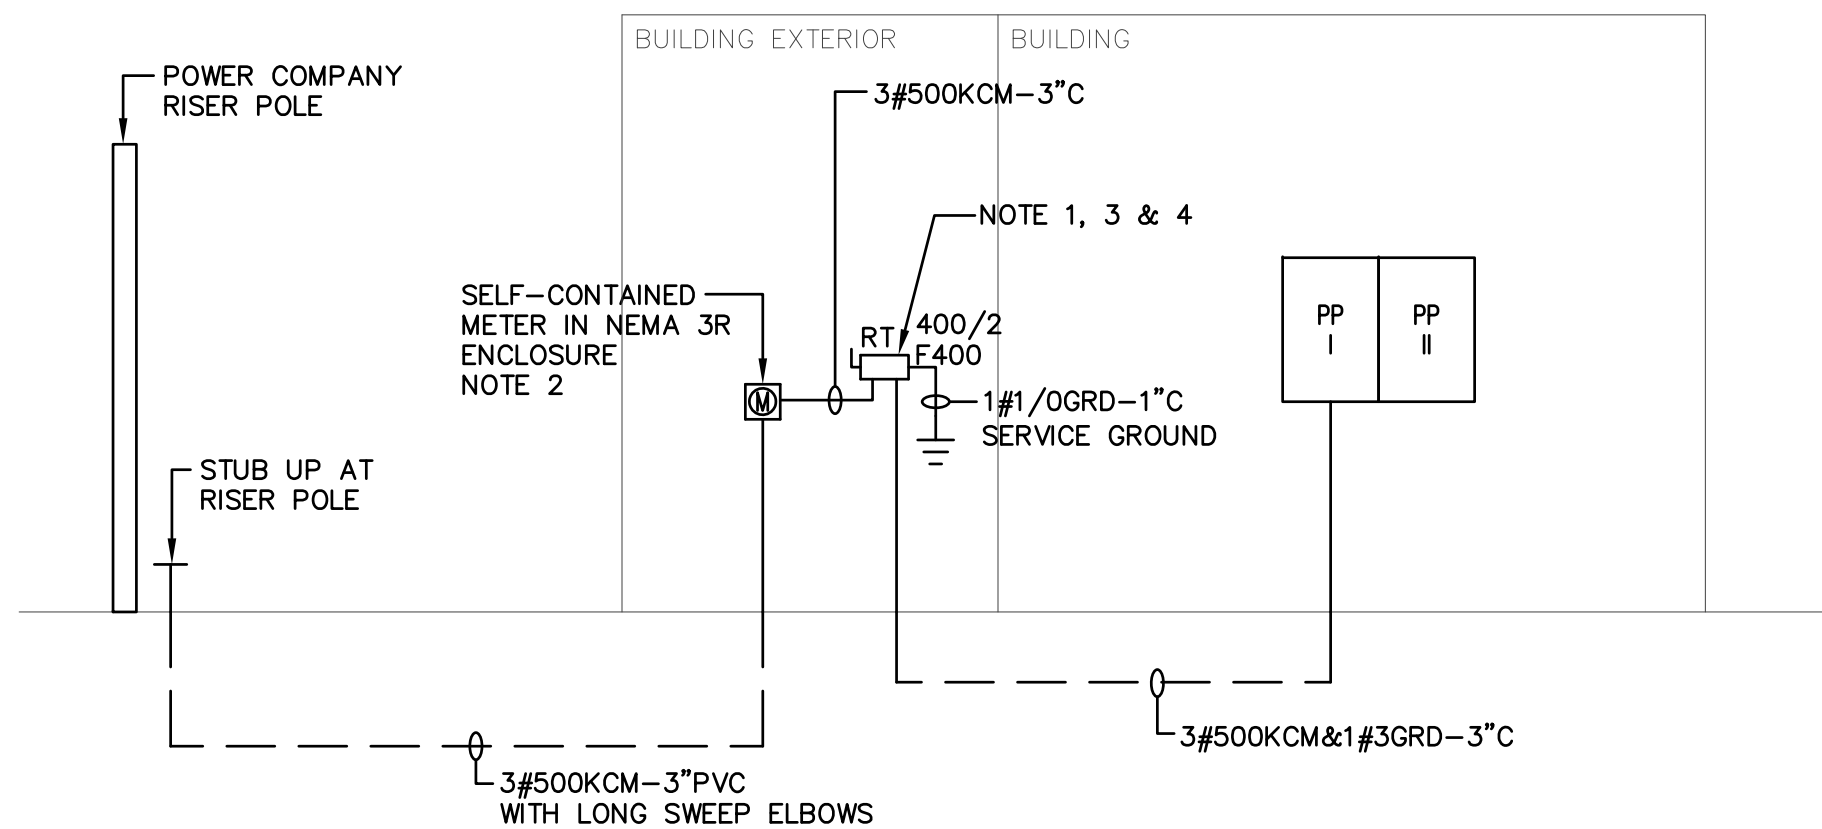 BUILDING EXTERIOR
BUILDING
POWER COMPANY
RISER POLE
3#500KCM-3"C
NOTE 1, 3 & 4
SELF-CONTAINED
METER IN NEMA 3R
ENCLOSURE
NOTE 2
RT
400/2
F400
M
1#1/0GRD-1"C
SERVICE GROUND
PP
I
PP
II
STUB UP AT
RISER POLE
3#500KCM&1#3GRD-3"C
3#500KCM-3"PVC
WITH LONG SWEEP ELBOWS